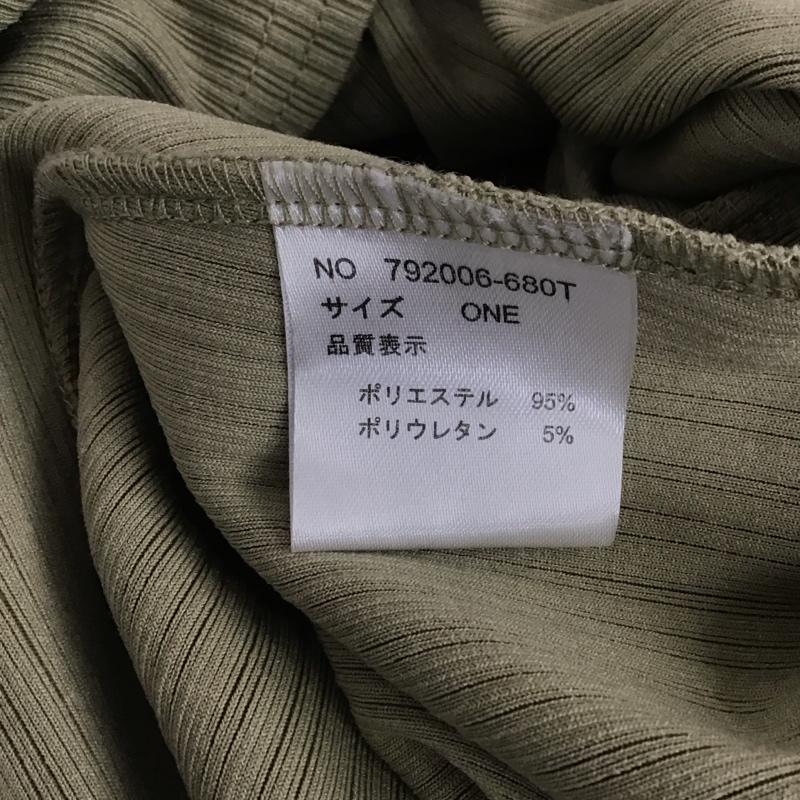 NO 792006-680T
サイズ ONE
品質表示
ポリエステル 95%
ポリウレタン 5%